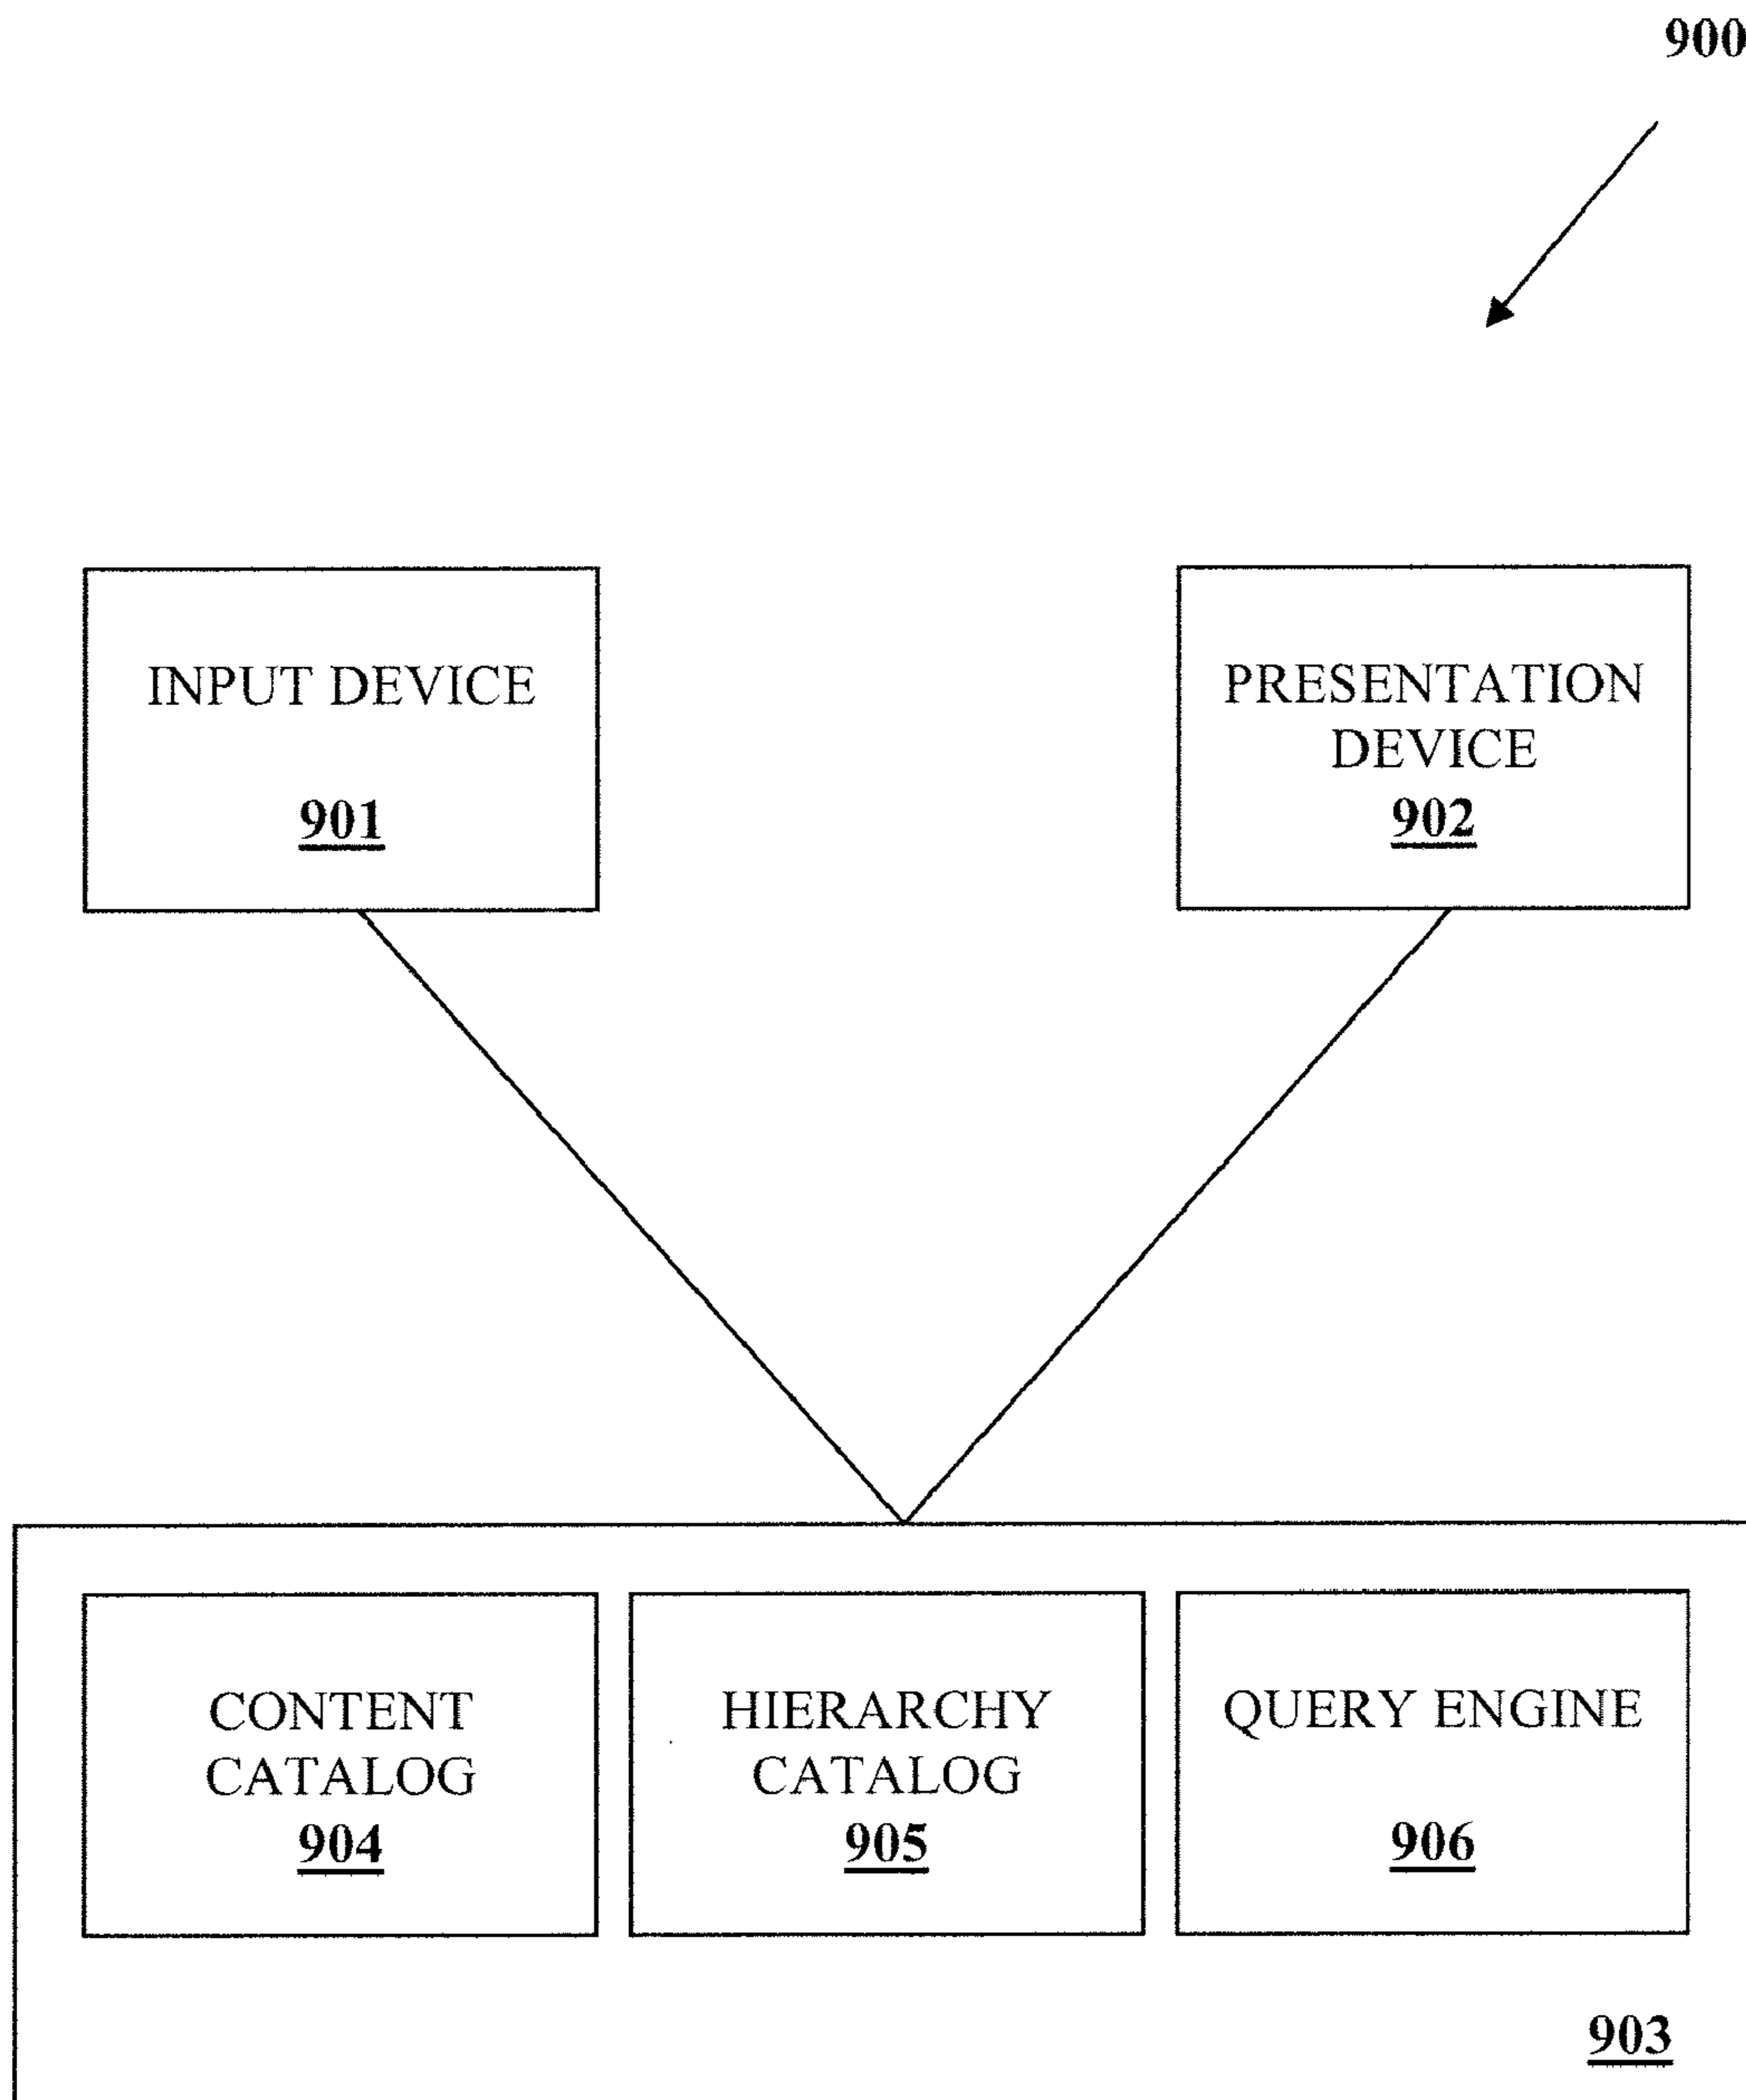 900
INPUT DEVICE
901
PRESENTATION
DEVICE
902
CONTENT
CATALOG
904
HIERARCHY
CATALOG
905
QUERY ENGINE
906
903